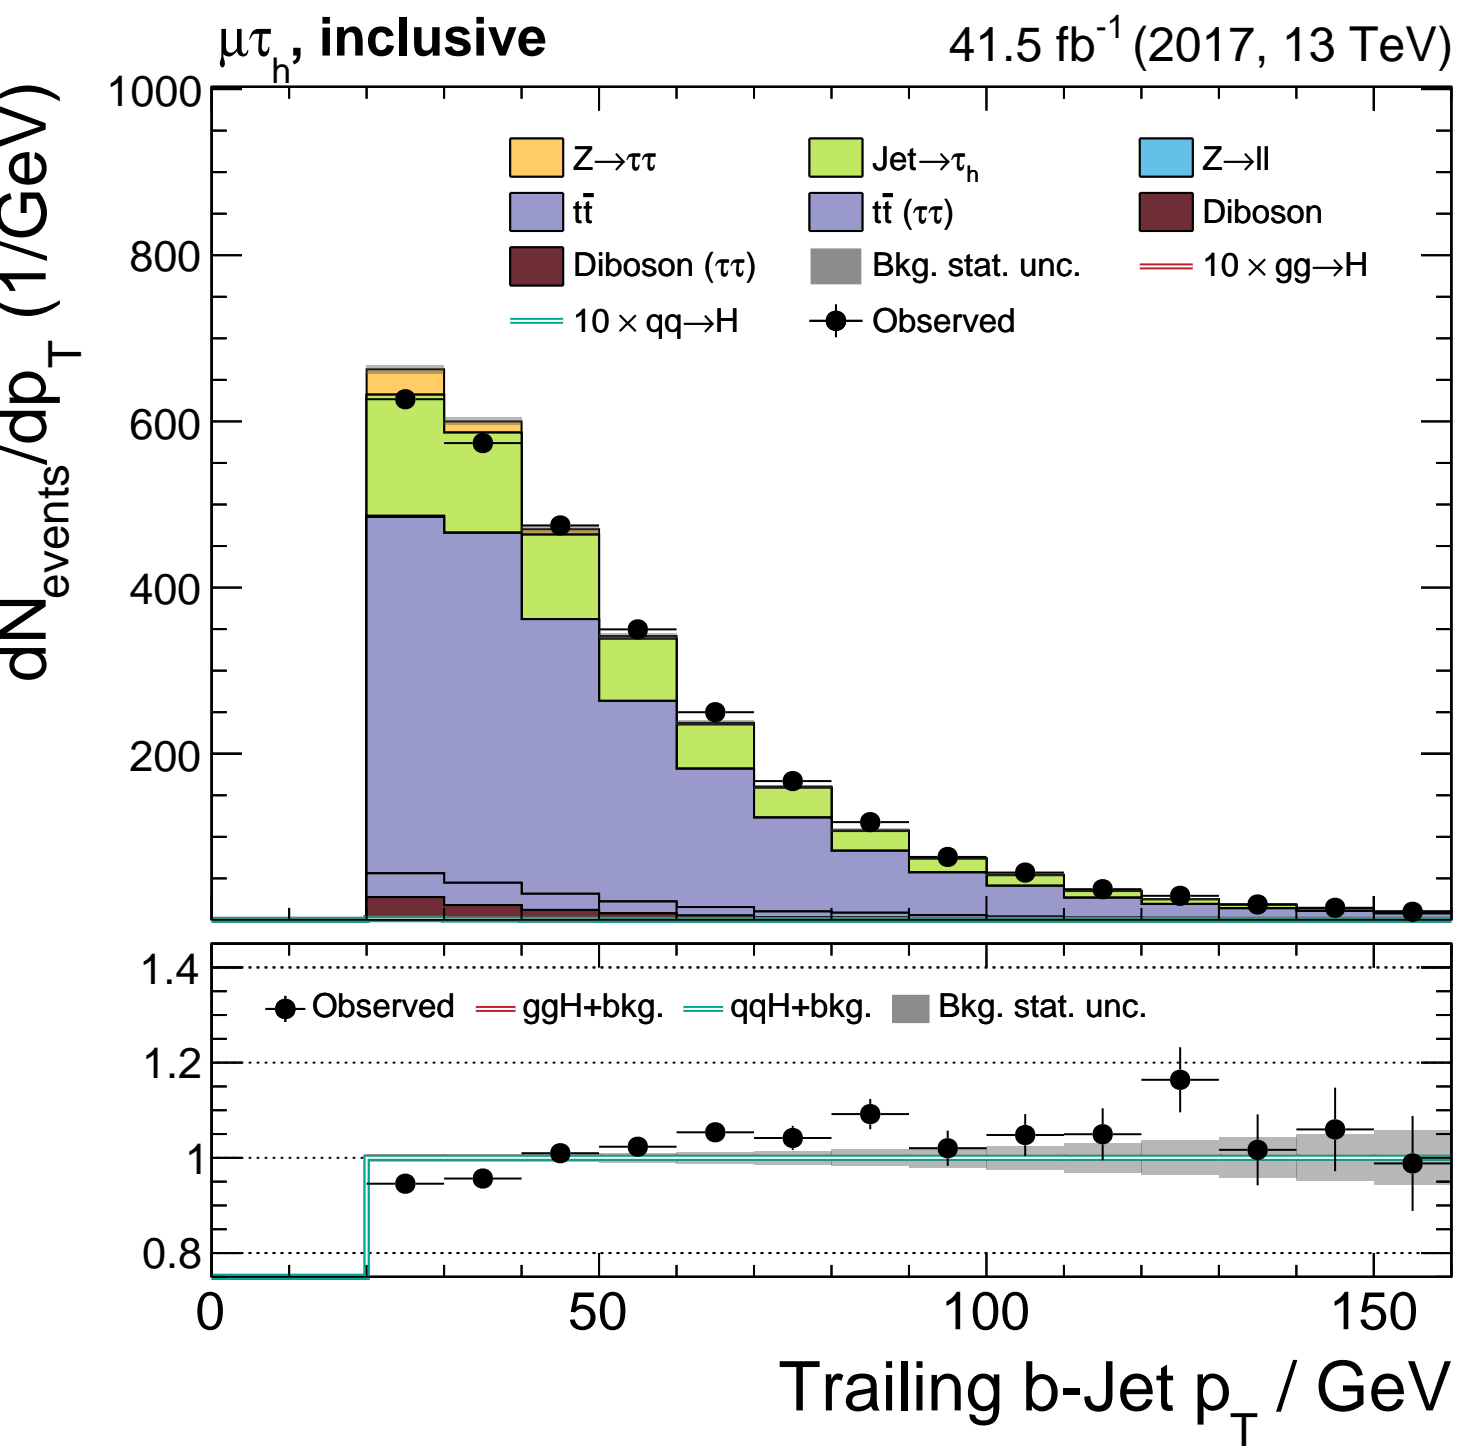 μτh, inclusive
41.5 fb-1 (2017, 13 TeV)
dNevents/dpT (1/GeV)
1000
800
600
400
200
Z→ττ
Jet→τh
Z→ll
tt̄
tt̄ (ττ)
Diboson
Diboson (ττ)
Bkg. stat. unc.
10 × gg→H
10 × qq→H
Observed
1.4
1.2
1
0.8
Observed
ggH+bkg.
qqH+bkg.
Bkg. stat. unc.
0
50
100
150
Trailing b-Jet pT / GeV